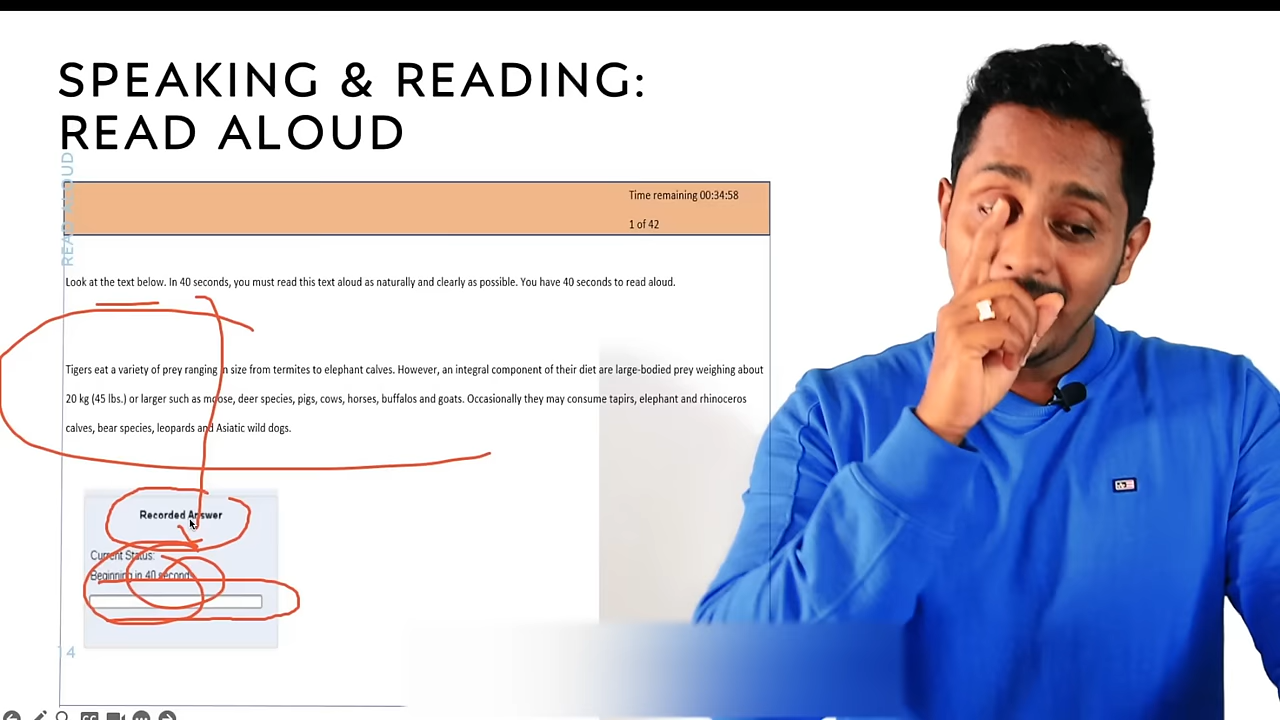 SPEAKING & READING:
READ ALOUD
READ ALOUD
Time remaining 00:34:58
1 of 42
Look at the text below. In 40 seconds, you must read this text aloud as naturally and clearly as possible. You have 40 seconds to read aloud.
Tigers eat a variety of prey ranging in size from termites to elephant calves. However, an integral component of their diet are large-bodied prey weighing about
20 kg (45 lbs.) or larger such as moose, deer species, pigs, cows, horses, buffalos and goats. Occasionally they may consume tapirs, elephant and rhinoceros
calves, bear species, leopards and Asiatic wild dogs.
Recorded Answer
Current Status:
Beginning in 40 seconds
14